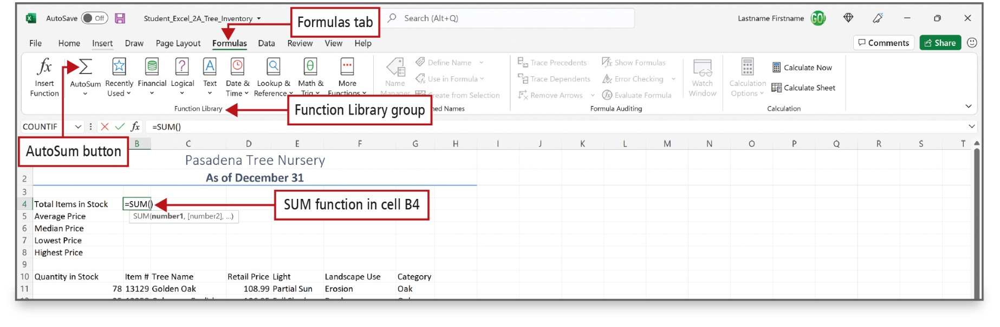 AutoSave Off Student_Excel_2A_Tree_Inventory Search (Alt+Q) Lastname Firstname GO
Formulas tab
File Home Insert Draw Page Layout Formulas Data Review View Help Comments Share
Insert Function
AutoSum
Recently Used
Financial
Logical
Text
Date & Time
Lookup & Reference
Math & Trig
More Functions
Function Library
Name Manager
Define Name
Use in Formula
Create from Selection
Trace Precedents
Trace Dependents
Remove Arrows
Show Formulas
Error Checking
Evaluate Formula
Formula Auditing
Watch Window
Calculation Options
Calculate Now
Calculate Sheet
Calculation
Function Library group
COUNTIF fx =SUM()
AutoSum button
B C D E F G H I J K L M N O P Q R S T
Pasadena Tree Nursery
2 As of December 31
3
4 Total Items in Stock =SUM()
SUM function in cell B4
5 Average Price SUM(number1, [number2], ...)
6 Median Price
7 Lowest Price
8 Highest Price
9
10 Quantity in Stock Item # Tree Name Retail Price Light Landscape Use Category
11 78 13129 Golden Oak 108.99 Partial Sun Erosion Oak